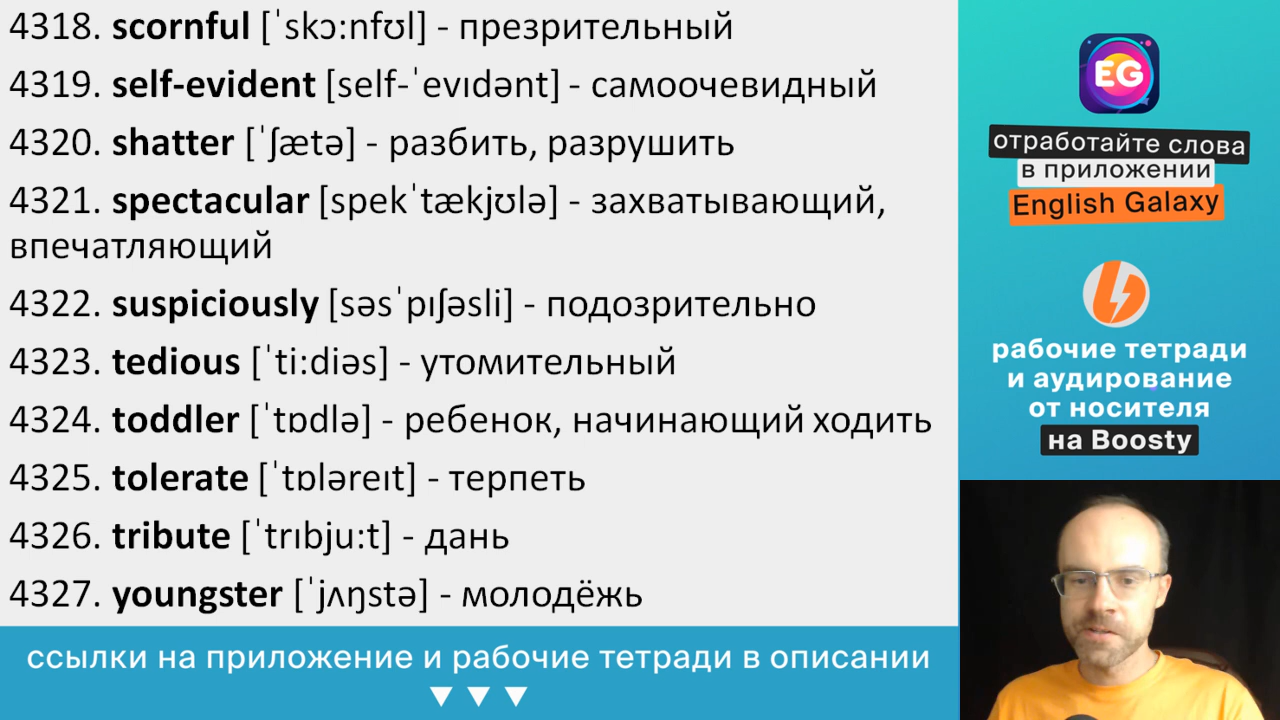 4318. scornful [ˈskɔ:nfʊl] - презрительный
4319. self-evident [self-ˈevɪdənt] - самоочевидный
4320. shatter [ˈʃætə] - разбить, разрушить
4321. spectacular [spekˈtækjʊlə] - захватывающий,
впечатляющий
4322. suspiciously [səsˈpɪʃəsli] - подозрительно
4323. tedious [ˈti:diəs] - утомительный
4324. toddler [ˈtɒdlə] - ребенок, начинающий ходить
4325. tolerate [ˈtɒləreɪt] - терпеть
4326. tribute [ˈtrɪbju:t] - дань
4327. youngster [ˈjʌŋstə] - молодёжь
ссылки на приложение и рабочие тетради в описании
EG
отработайте слова
в приложении
English Galaxy
рабочие тетради
и аудирование
от носителя
на Boosty